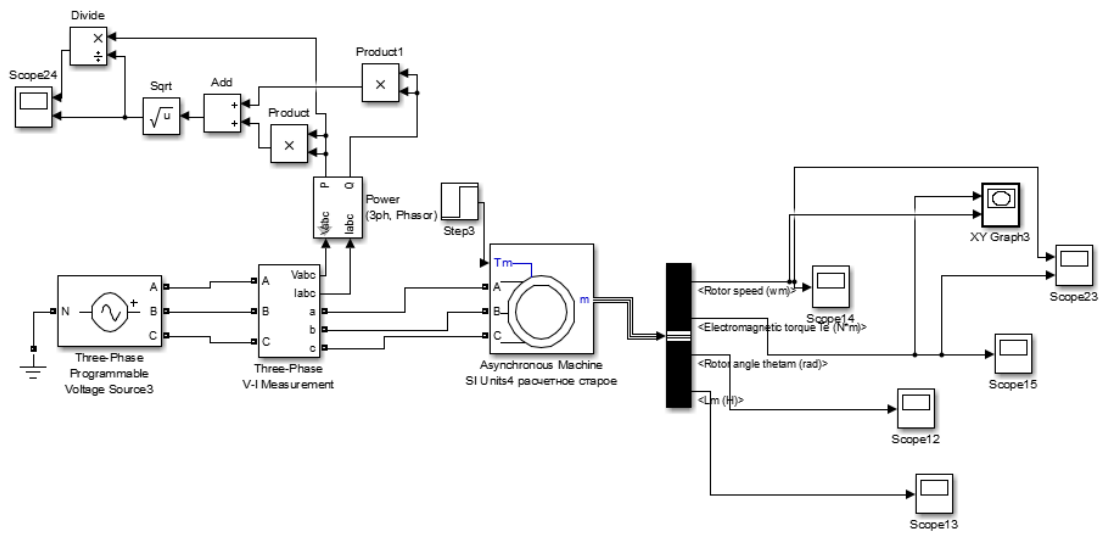 Divide
×
÷
Scope24
Sqrt
√u
Add
+
+
Product
×
Product1
×
P
Q
Vabc
Iabc
Power
(3ph, Phasor)
Step3
N
+
A
B
C
Three-Phase
Programmable
Voltage Source3
A
B
C
Vabc
Iabc
a
b
c
Three-Phase
V-I Measurement
Tm
A
B
C
m
Asynchronous Machine
SI Units4 расчетное старое
<Rotor speed (wm)>
<Electromagnetic torque Te (N*m)>
<Rotor angle thetam (rad)>
<Lm (H)>
XY Graph3
Scope23
Scope14
Scope15
Scope12
Scope13